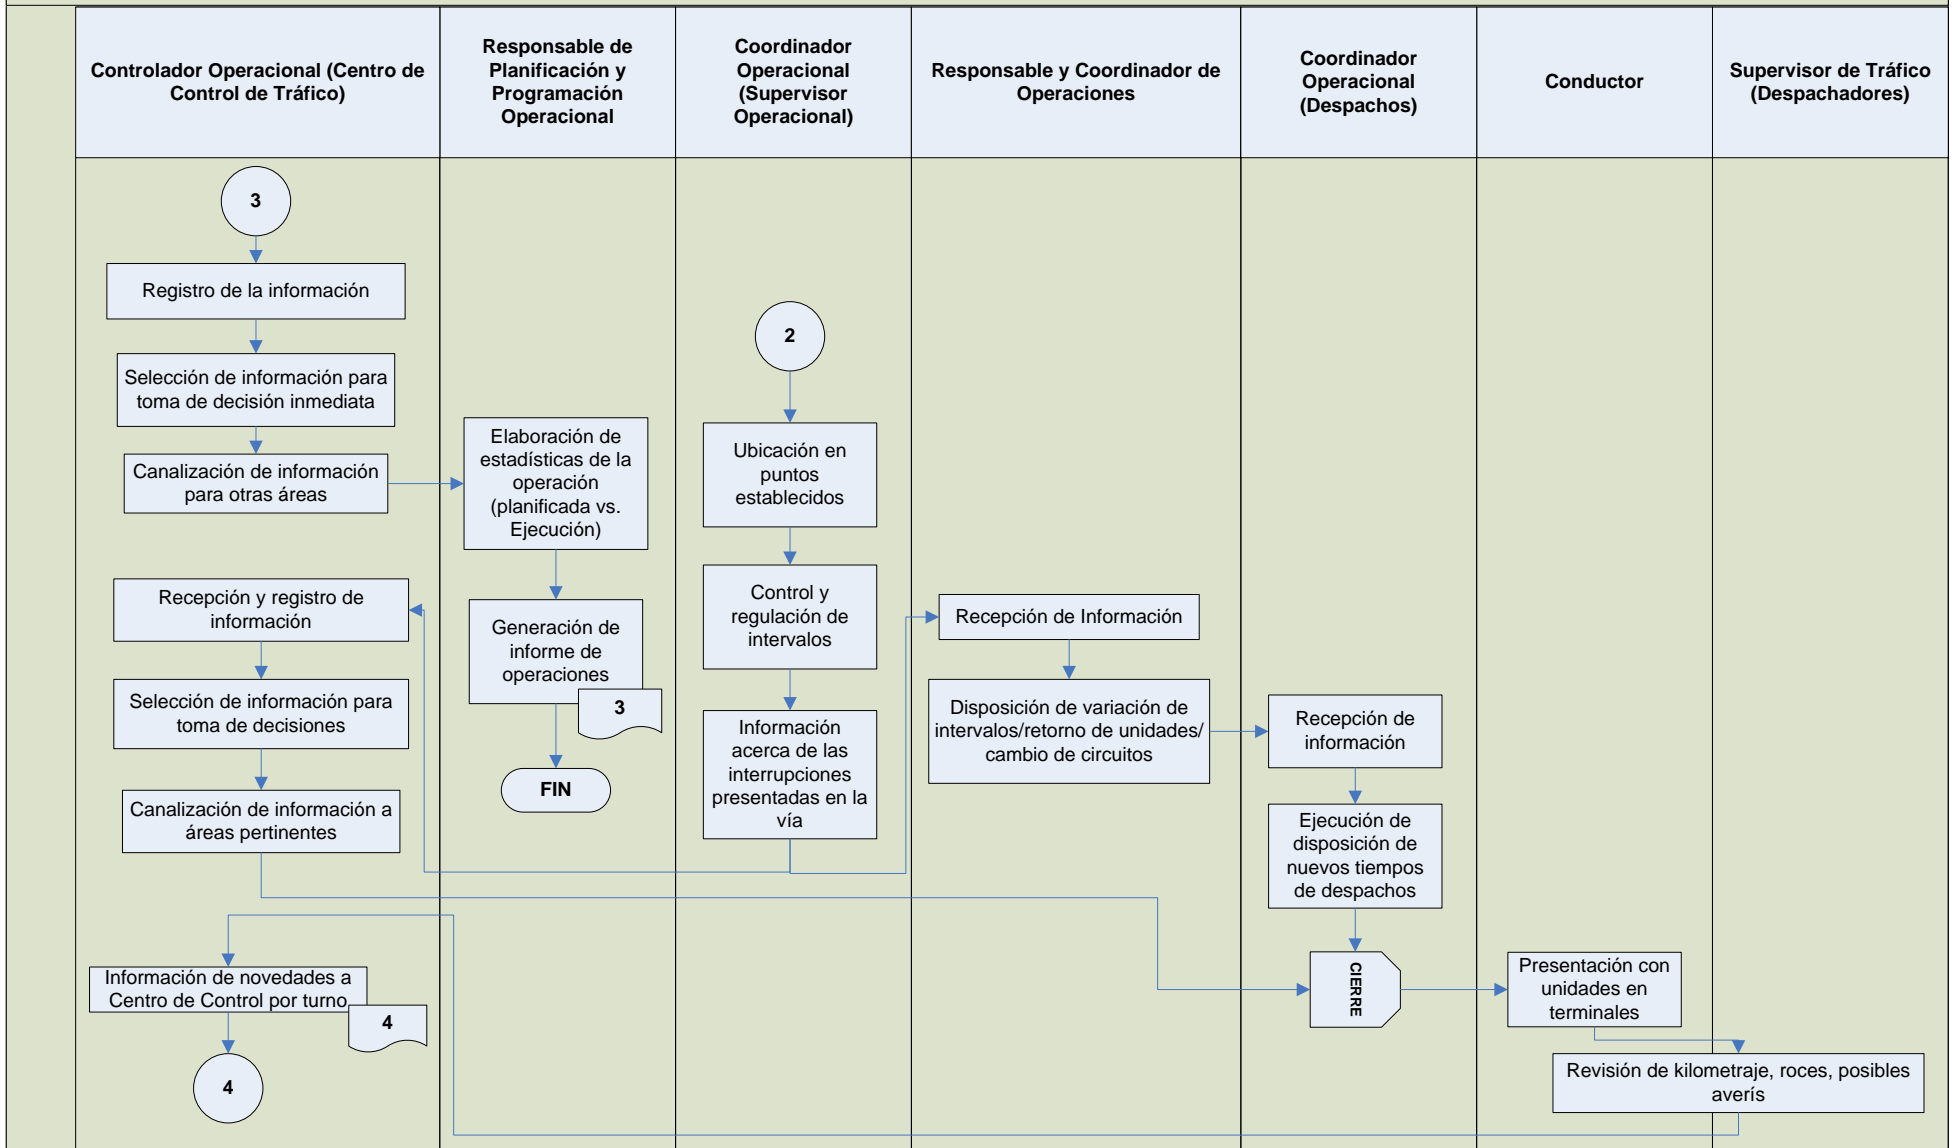 Controlador Operacional (Centro de
Control de Tráfico)
Responsable de
Planificación y
Programación
Operacional
Coordinador
Operacional
(Supervisor
Operacional)
Responsable y Coordinador de
Operaciones
Coordinador
Operacional
(Despachos)
Conductor
Supervisor de Tráfico
(Despachadores)
3
Registro de la información
Selección de información para
toma de decisión inmediata
Canalización de información
para otras áreas
Recepción y registro de
información
Selección de información para
toma de decisiones
Canalización de información a
áreas pertinentes
Información de novedades a
Centro de Control por turno
4
4
Elaboración de
estadísticas de la
operación
(planificada vs.
Ejecución)
Generación de
informe de
operaciones
3
FIN
2
Ubicación en
puntos
establecidos
Control y
regulación de
intervalos
Información
acerca de las
interrupciones
presentadas en la
vía
Recepción de Información
Disposición de variación de
intervalos/retorno de unidades/
cambio de circuitos
Recepción de
información
Ejecución de
disposición de
nuevos tiempos
de despachos
CIERRE
Presentación con
unidades en
terminales
Revisión de kilometraje, roces, posibles
averís